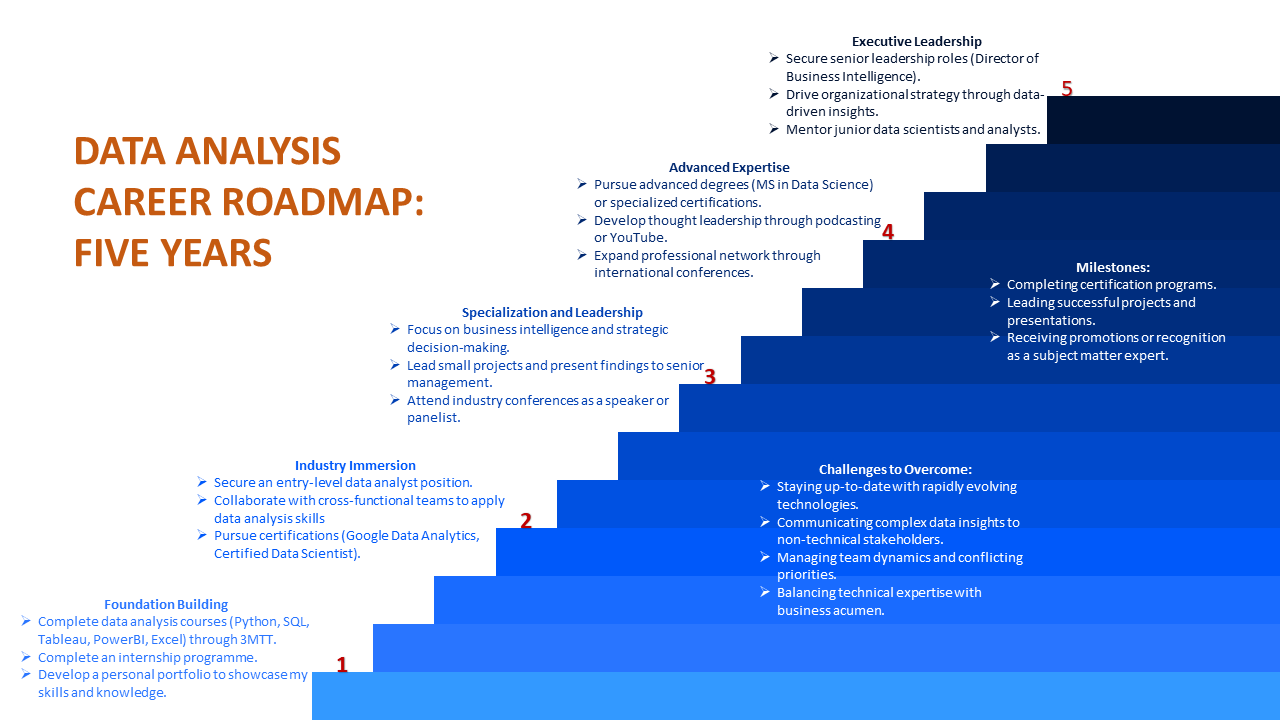 DATA ANALYSIS
CAREER ROADMAP:
FIVE YEARS
Executive Leadership
➢ Secure senior leadership roles (Director of
Business Intelligence).
➢ Drive organizational strategy through data-
driven insights.
➢ Mentor junior data scientists and analysts.
5
Advanced Expertise
➢ Pursue advanced degrees (MS in Data Science)
or specialized certifications.
➢ Develop thought leadership through podcasting
or YouTube.
➢ Expand professional network through
international conferences.
4
Milestones:
➢ Completing certification programs.
➢ Leading successful projects and
presentations.
➢ Receiving promotions or recognition
as a subject matter expert.
Specialization and Leadership
➢ Focus on business intelligence and strategic
decision-making.
➢ Lead small projects and present findings to senior
management.
➢ Attend industry conferences as a speaker or
panelist.
3
Industry Immersion
➢ Secure an entry-level data analyst position.
➢ Collaborate with cross-functional teams to apply
data analysis skills
➢ Pursue certifications (Google Data Analytics,
Certified Data Scientist).
2
Challenges to Overcome:
➢ Staying up-to-date with rapidly evolving
technologies.
➢ Communicating complex data insights to
non-technical stakeholders.
➢ Managing team dynamics and conflicting
priorities.
➢ Balancing technical expertise with
business acumen.
Foundation Building
➢ Complete data analysis courses (Python, SQL,
Tableau, PowerBI, Excel) through 3MTT.
➢ Complete an internship programme.
➢ Develop a personal portfolio to showcase my
skills and knowledge.
1